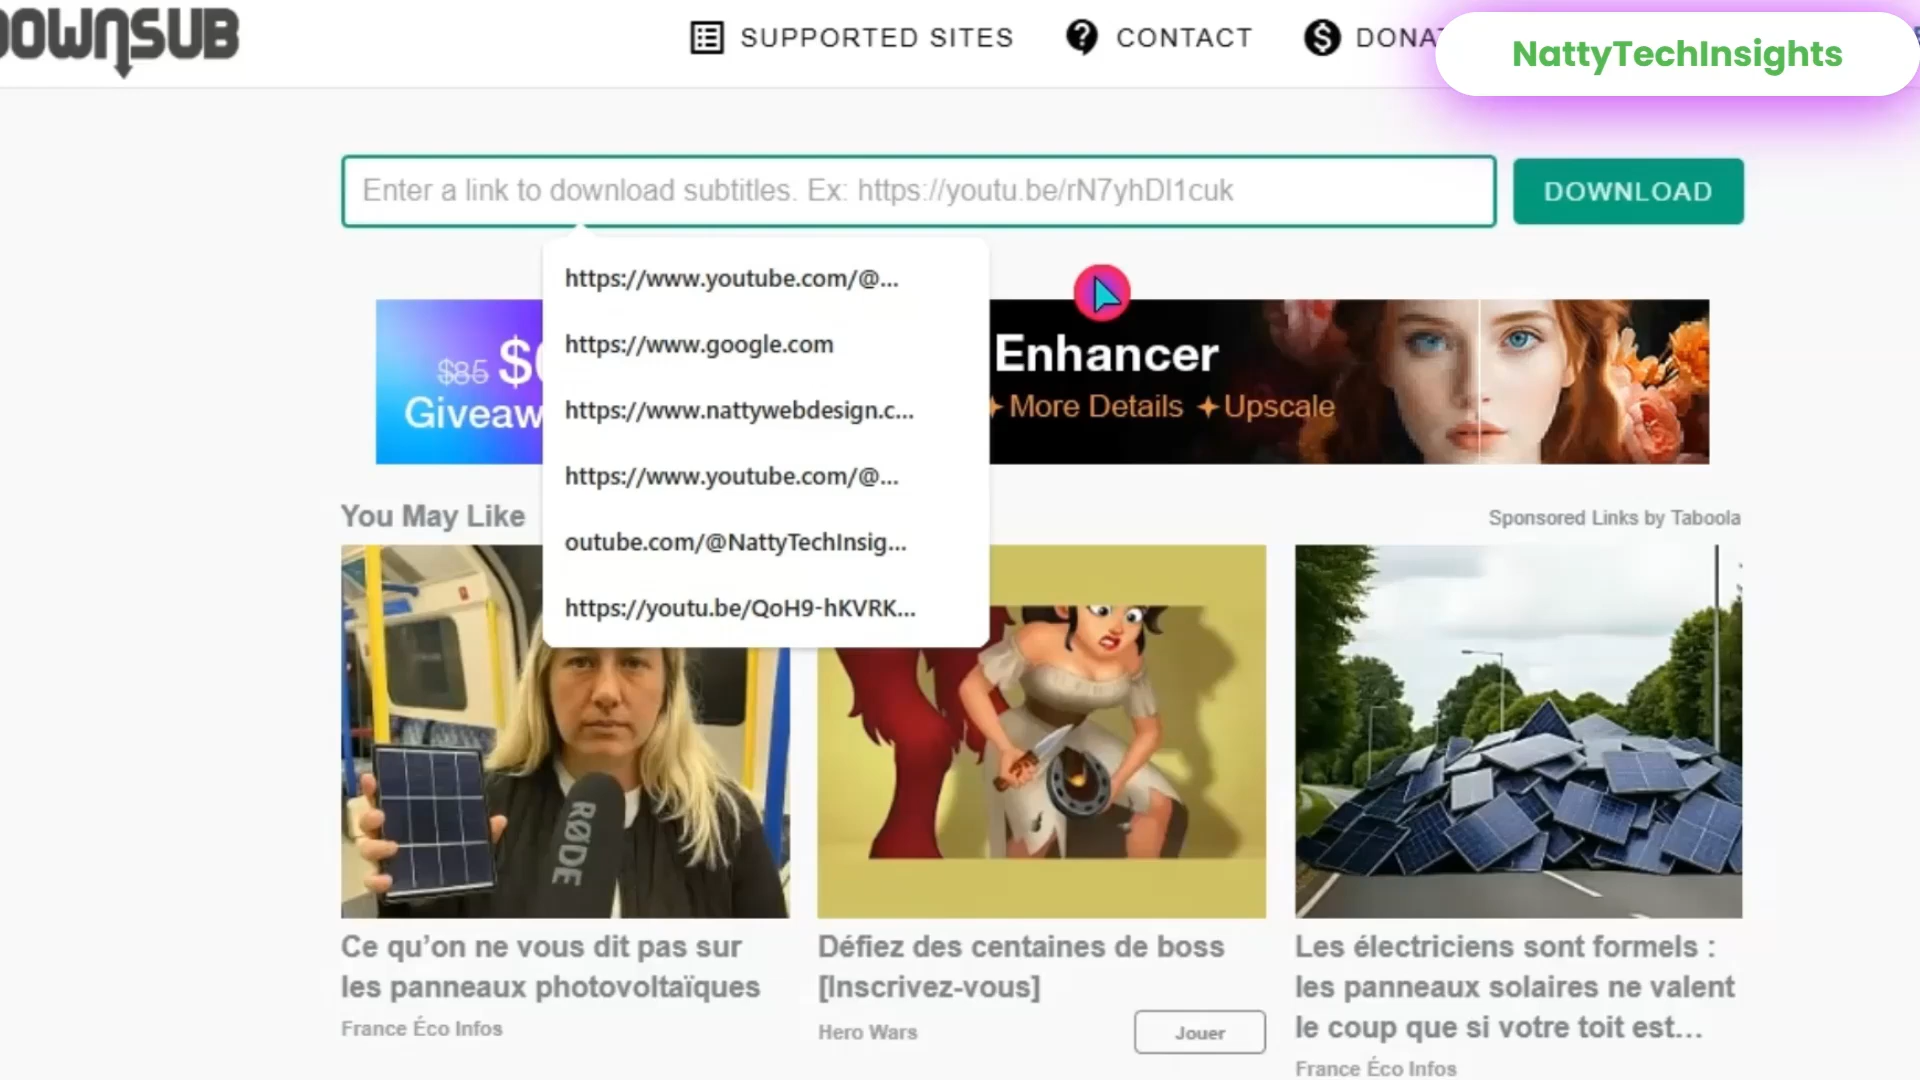 DOWNSUB
SUPPORTED SITES
CONTACT
NattyTechInsights
Enter a link to download subtitles. Ex: https://youtu.be/rN7yhDl1cuk
DOWNLOAD
https://www.youtube.com/@...
https://www.google.com
https://www.nattywebdesign.c...
https://www.youtube.com/@...
outube.com/@NattyTechInsig...
https://youtu.be/QoH9-hKVRK...
$85
Enhancer
More Details
Upscale
You May Like
Sponsored Links by Taboola
RØDE
Ce qu’on ne vous dit pas sur
les panneaux photovoltaïques
France Éco Infos
Défiez des centaines de boss
[Inscrivez-vous]
Hero Wars
Jouer
Les électriciens sont formels :
les panneaux solaires ne valent
le coup que si votre toit est...
France Éco Infos